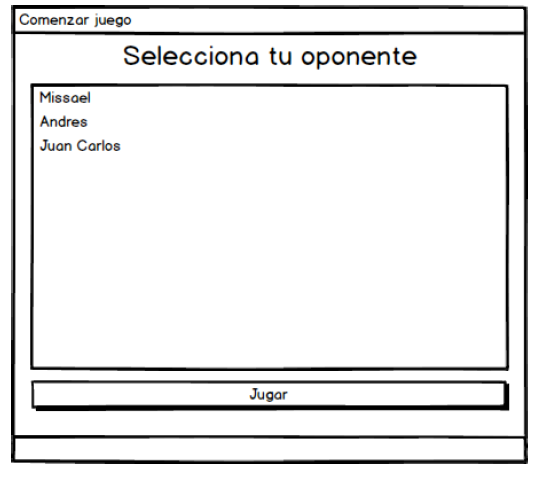 Comenzar juego
Selecciona tu oponente
Missael
Andres
Juan Carlos
Jugar